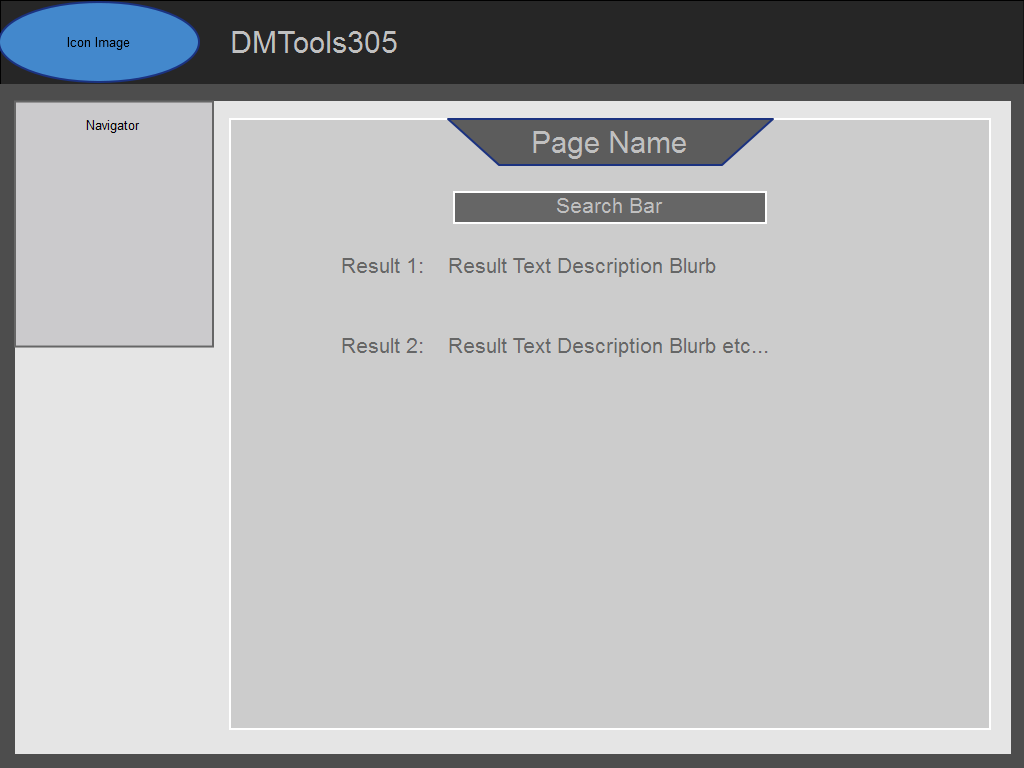 Icon Image
DMTools305
Navigator
Page Name
Search Bar
Result 1: Result Text Description Blurb
Result 2: Result Text Description Blurb etc...